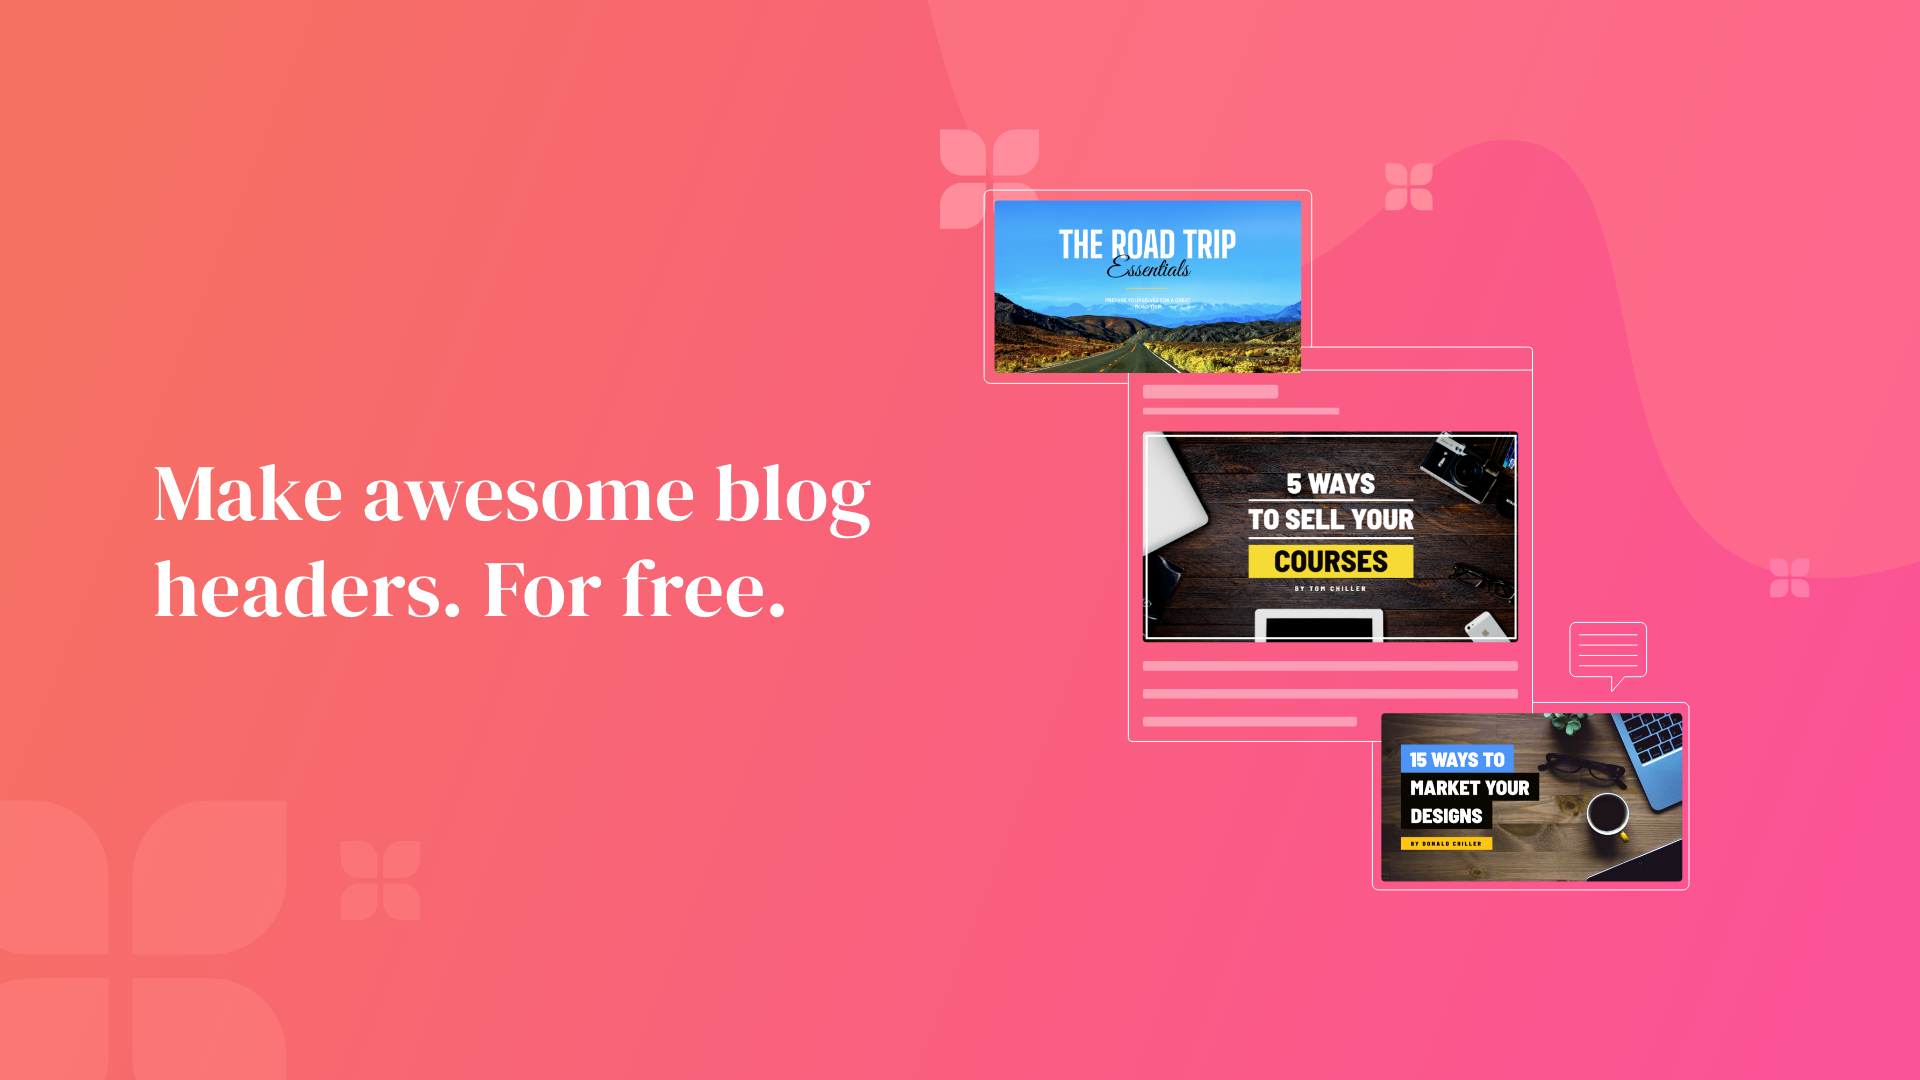 Make awesome blog
headers. For free.
THE ROAD TRIP
Essentials
PREPARE YOURSELVES FOR A GREAT
ROAD TRIP
5 WAYS
TO SELL YOUR
COURSES
BY TOM CHILLER
15 WAYS TO
MARKET YOUR
DESIGNS
BY DONALD CHILLER